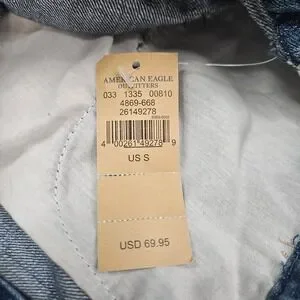 AMERICAN EAGLE
OUTFITTERS
033 1335 00810
4869-668
26149278
4 00261 49278 9
US S
USD 69.95